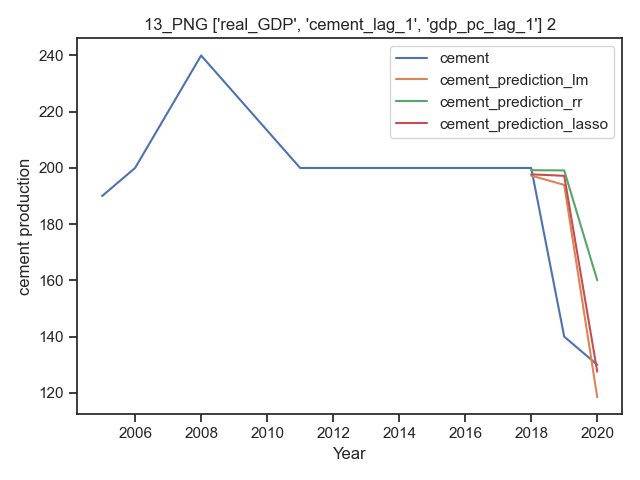 13_PNG ['real_GDP', 'cement_lag_1', 'gdp_pc_lag_1'] 2
cement
cement_prediction_lm
cement_prediction_rr
cement_prediction_lasso
cement production
240
220
200
180
160
140
120
2006 2008 2010 2012 2014 2016 2018 2020
Year